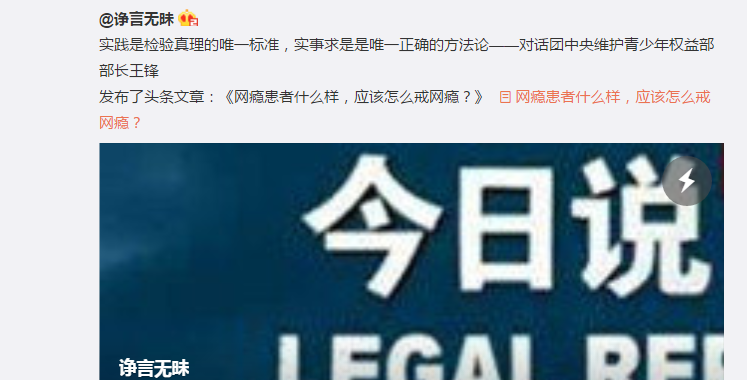 @诤言无昧
实践是检验真理的唯一标准，实事求是是唯一正确的方法论——对话团中央维护青少年权益部
部长王锋
发布了头条文章：《网瘾患者什么样，应该怎么戒网瘾？》 网瘾患者什么样，应该怎么戒
网瘾？
今日说
LEGAL REP
诤言无昧